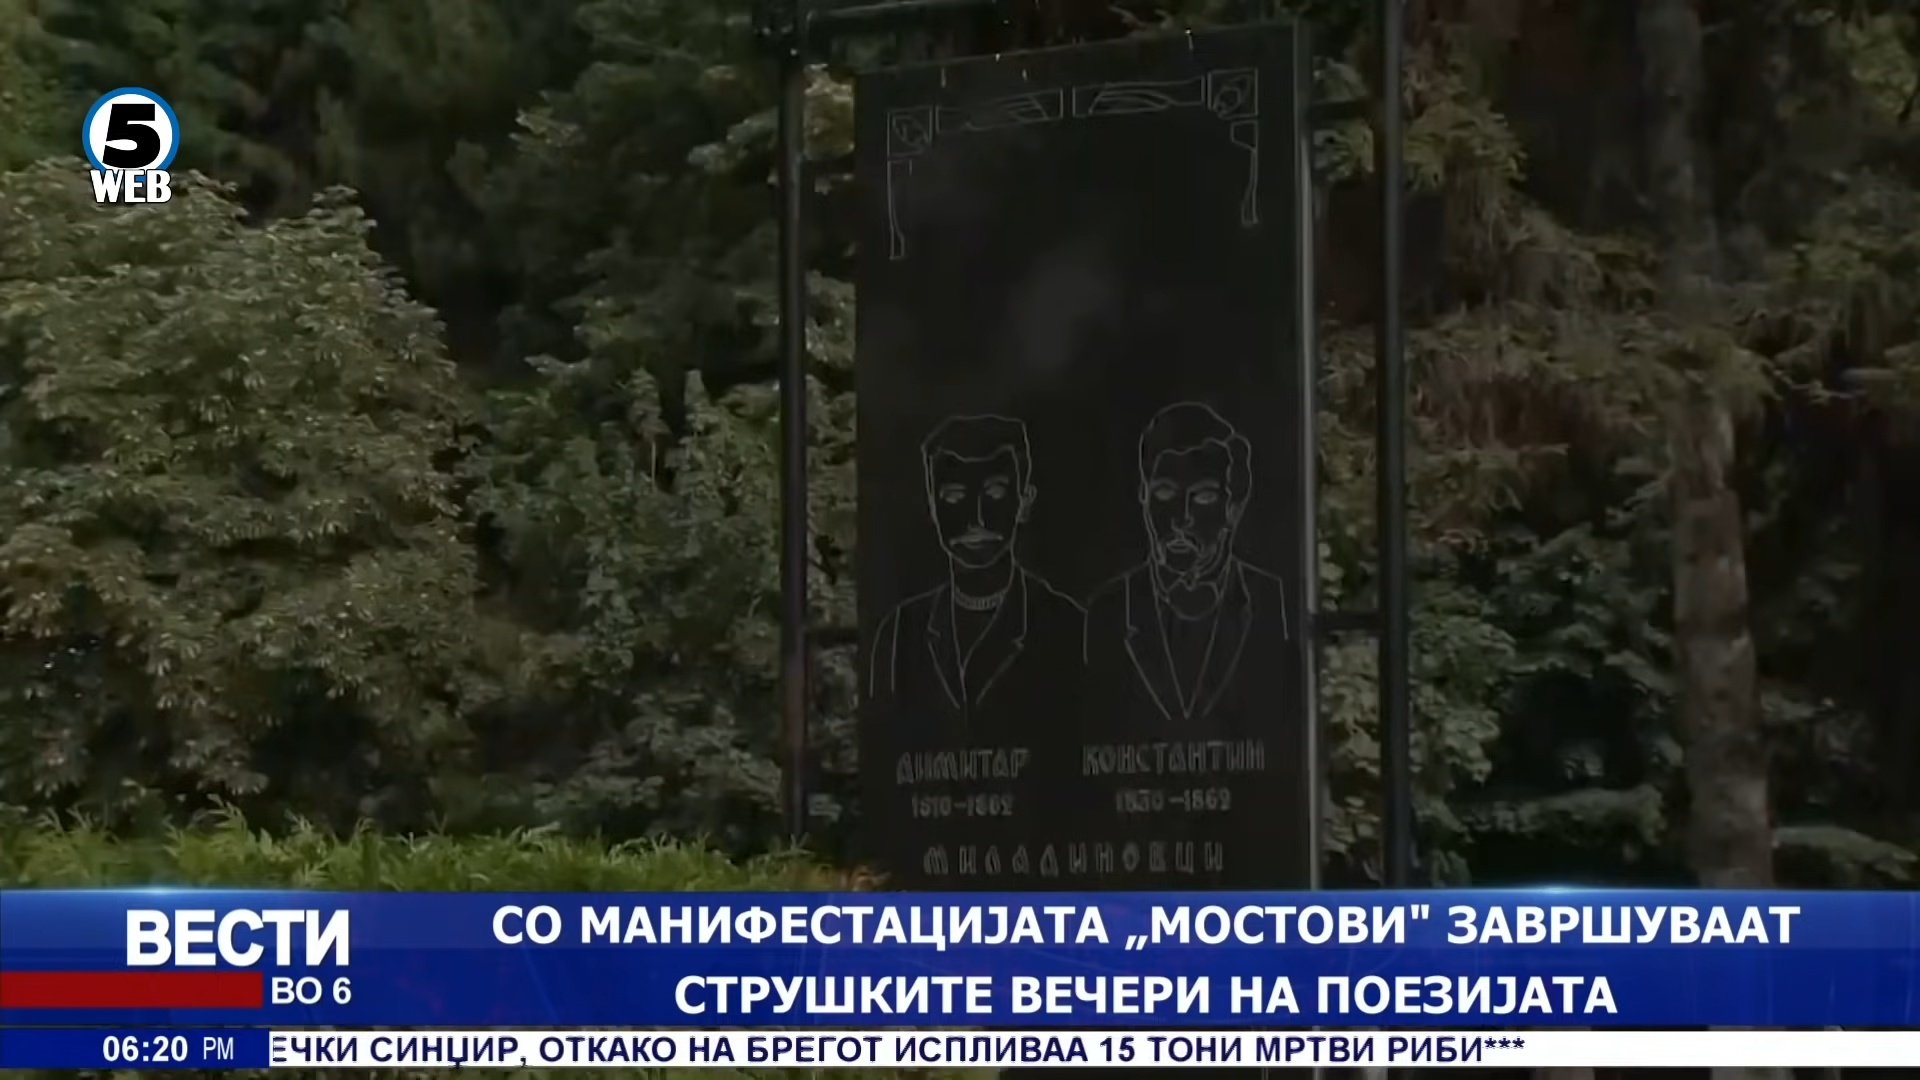 5
WEB
ДИМИТАР
1810-1862
КОНСТАНТИН
1830-1862
МИЛАДИНОВЦИ
ВЕСТИ
ВО 6
СО МАНИФЕСТАЦИЈАТА „МОСТОВИ" ЗАВРШУВААТ
СТРУШКИТЕ ВЕЧЕРИ НА ПОЕЗИЈАТА
06:20 PM
ЕЧКИ СИНЏИР, ОТКАКО НА БРЕГОТ ИСПЛИВАА 15 ТОНИ МРТВИ РИБИ***